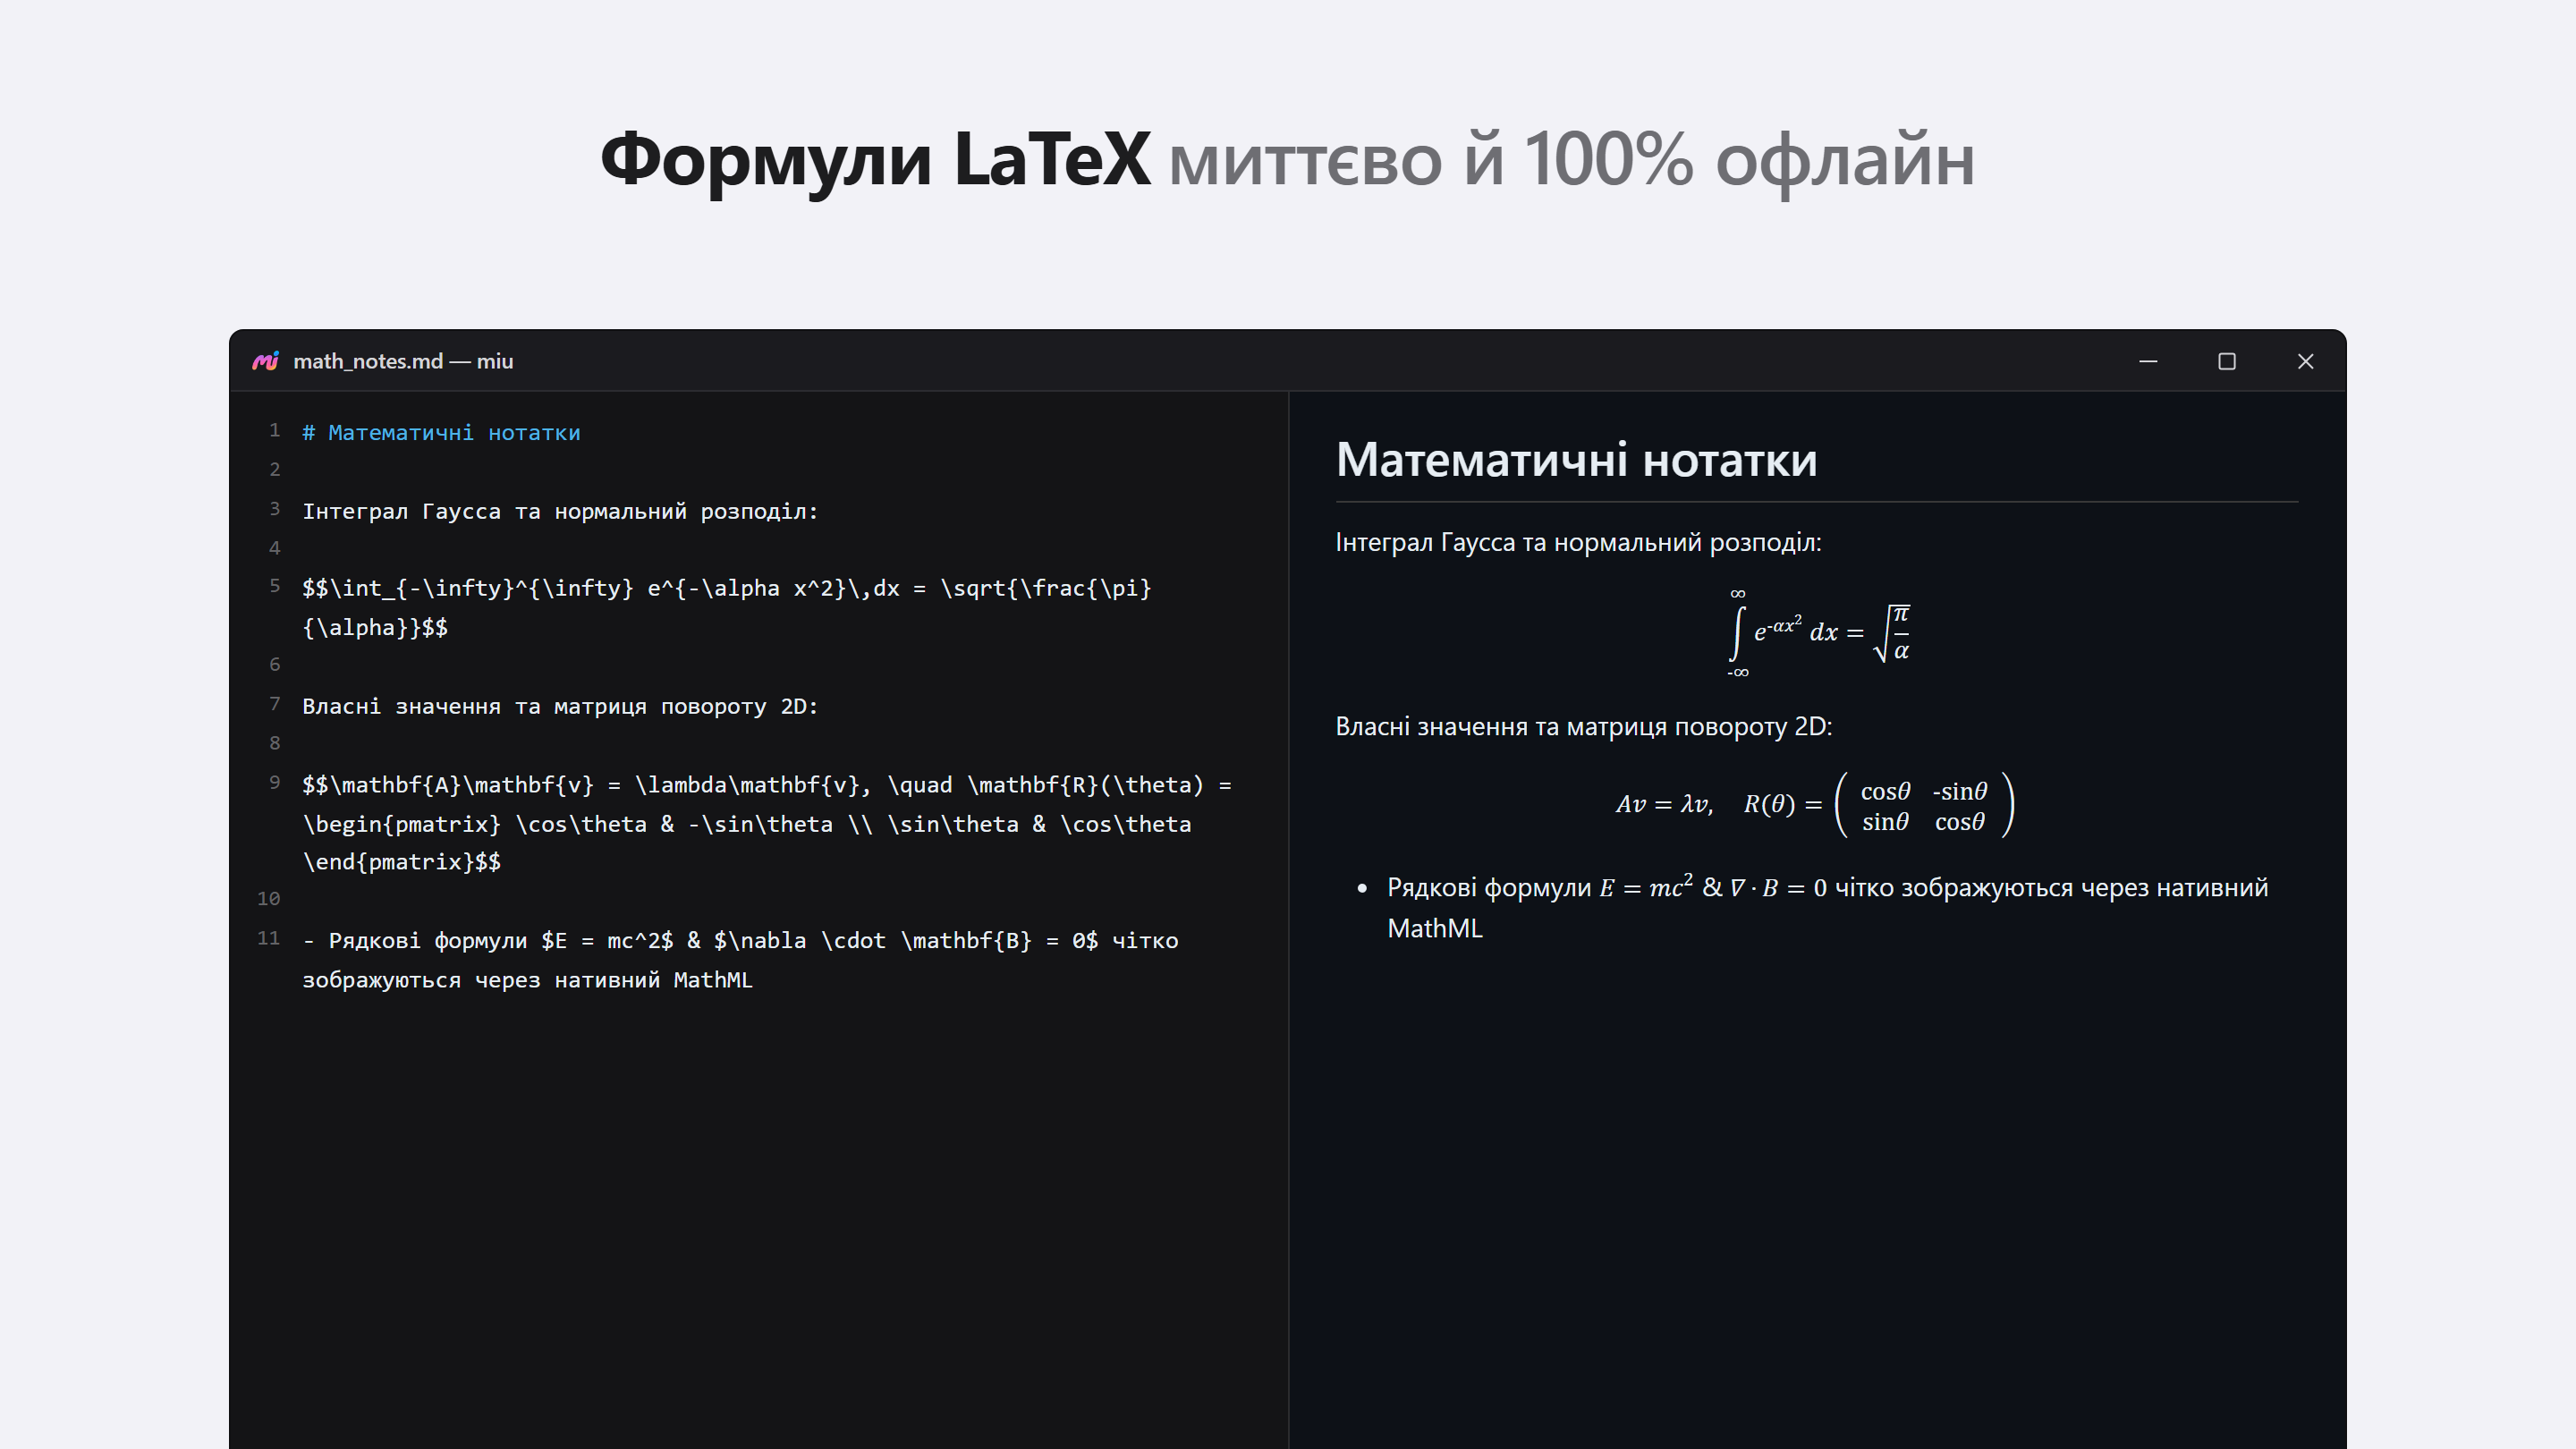 Формули LaTeX миттєво й 100% офлайн
math_notes.md — miu
1 # Математичні нотатки
2
3 Інтеграл Гаусса та нормальний розподіл:
4
5 $$\int_{-\infty}^{\infty} e^{-\alpha x^2}\,dx = \sqrt{\frac{\pi}
{\alpha}}$$
6
7 Власні значення та матриця повороту 2D:
8
9 $$\mathbf{A}\mathbf{v} = \lambda\mathbf{v}, \quad \mathbf{R}(\theta) =
\begin{pmatrix} \cos\theta & -\sin\theta \\ \sin\theta & \cos\theta
\end{pmatrix}$$
10
11 - Рядкові формули $E = mc^2$ & $\nabla \cdot \mathbf{B} = 0$ чітко
зображуються через нативний MathML
Математичні нотатки
Інтеграл Гаусса та нормальний розподіл:
∫_{-∞}^{∞} e^{-αx²} dx = √(π/α)
Власні значення та матриця повороту 2D:
Av = λv, R(θ) = ( cosθ -sinθ
sinθ cosθ )
• Рядкові формули E = mc² & ∇ · B = 0 чітко зображуються через нативний
MathML